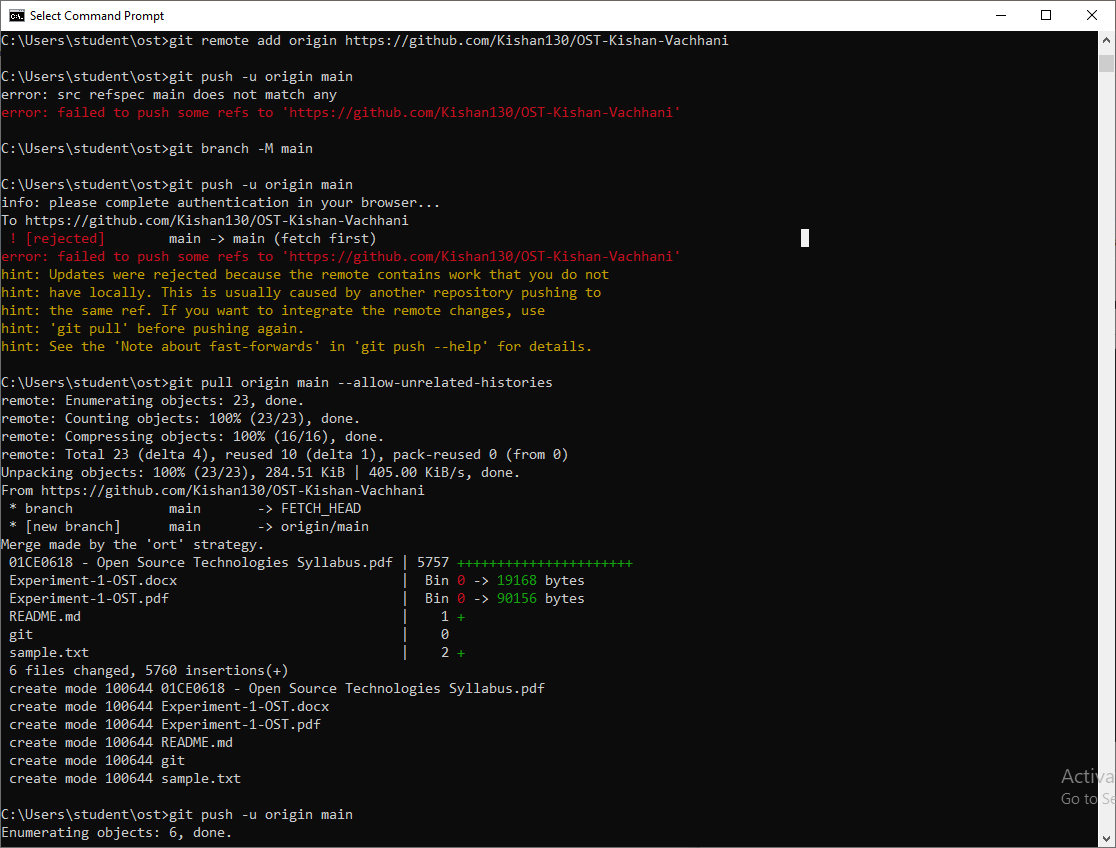 Select Command Prompt
C:\Users\student\ost>git remote add origin https://github.com/Kishan130/OST-Kishan-Vachhani
C:\Users\student\ost>git push -u origin main
error: src refspec main does not match any
error: failed to push some refs to 'https://github.com/Kishan130/OST-Kishan-Vachhani'
C:\Users\student\ost>git branch -M main
C:\Users\student\ost>git push -u origin main
info: please complete authentication in your browser...
To https://github.com/Kishan130/OST-Kishan-Vachhani
 ! [rejected]        main -> main (fetch first)
error: failed to push some refs to 'https://github.com/Kishan130/OST-Kishan-Vachhani'
hint: Updates were rejected because the remote contains work that you do not
hint: have locally. This is usually caused by another repository pushing to
hint: the same ref. If you want to integrate the remote changes, use
hint: 'git pull' before pushing again.
hint: See the 'Note about fast-forwards' in 'git push --help' for details.
C:\Users\student\ost>git pull origin main --allow-unrelated-histories
remote: Enumerating objects: 23, done.
remote: Counting objects: 100% (23/23), done.
remote: Compressing objects: 100% (16/16), done.
remote: Total 23 (delta 4), reused 10 (delta 1), pack-reused 0 (from 0)
Unpacking objects: 100% (23/23), 284.51 KiB | 405.00 KiB/s, done.
From https://github.com/Kishan130/OST-Kishan-Vachhani
 * branch            main       -> FETCH_HEAD
 * [new branch]      main       -> origin/main
Merge made by the 'ort' strategy.
 01CE0618 - Open Source Technologies Syllabus.pdf | 5757 ++++++++++++++++++++++
 Experiment-1-OST.docx                            |  Bin 0 -> 19168 bytes
 Experiment-1-OST.pdf                             |  Bin 0 -> 90156 bytes
 README.md                                        |    1 +
 git                                              |    0
 sample.txt                                       |    2 +
 6 files changed, 5760 insertions(+)
 create mode 100644 01CE0618 - Open Source Technologies Syllabus.pdf
 create mode 100644 Experiment-1-OST.docx
 create mode 100644 Experiment-1-OST.pdf
 create mode 100644 README.md
 create mode 100644 git
 create mode 100644 sample.txt
Activa
Go to Se
C:\Users\student\ost>git push -u origin main
Enumerating objects: 6, done.